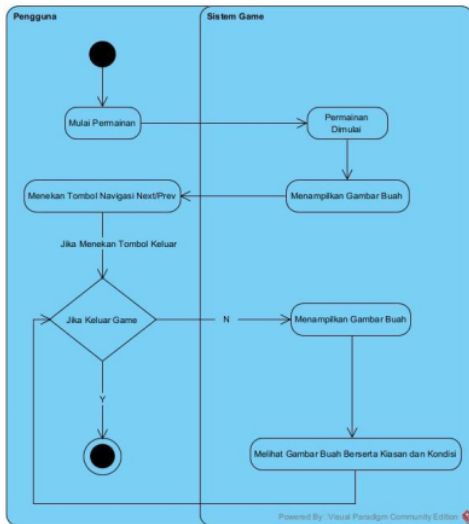 Pengguna
Sistem Game
Mulai Permainan
Permainan
Dimulai
Menekan Tombol Navigasi Next/Prev
Menampilkan Gambar Buah
Jika Menekan Tombol Keluar
Jika Keluar Game
N
Menampilkan Gambar Buah
Y
Melihat Gambar Buah Berserta Kiasan dan Kondisi
Powered By: Visual Paradigm Community Edition